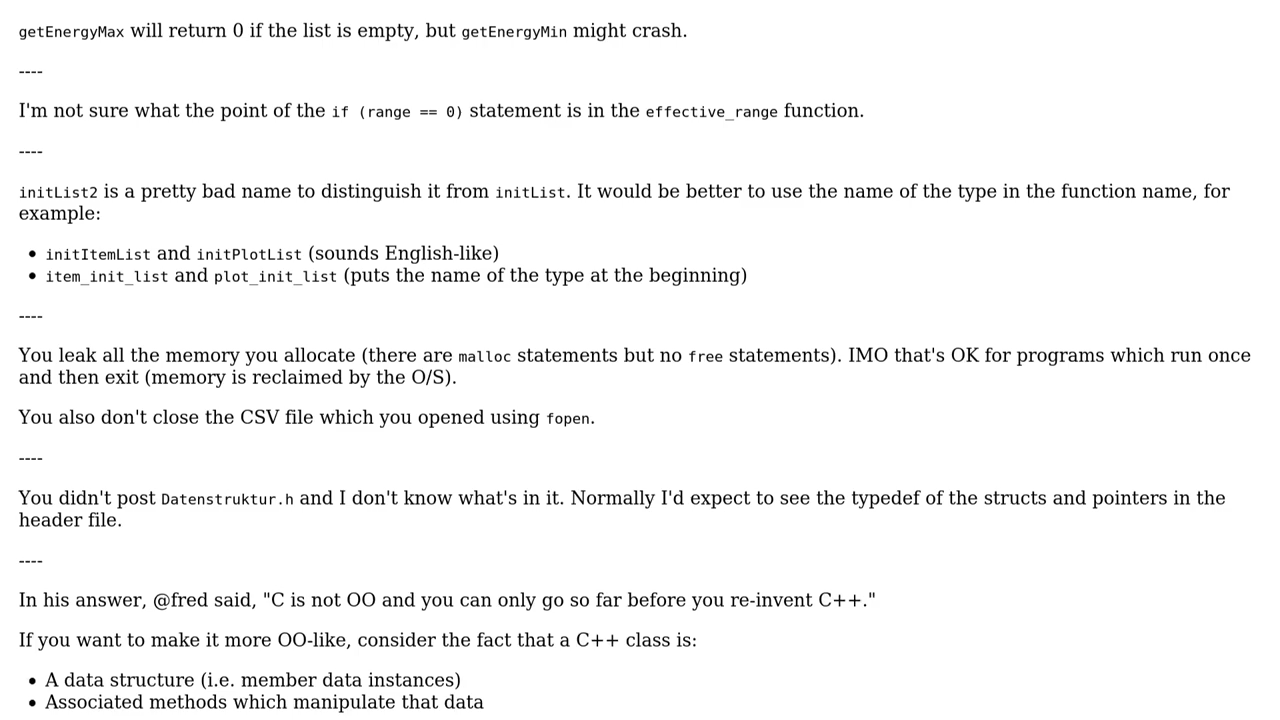 getEnergyMax will return 0 if the list is empty, but getEnergyMin might crash.
----
I'm not sure what the point of the if (range == 0) statement is in the effective_range function.
----
initList2 is a pretty bad name to distinguish it from initList. It would be better to use the name of the type in the function name, for
example:
• initItemList and initPlotList (sounds English-like)
• item_init_list and plot_init_list (puts the name of the type at the beginning)
----
You leak all the memory you allocate (there are malloc statements but no free statements). IMO that's OK for programs which run once
and then exit (memory is reclaimed by the O/S).
You also don't close the CSV file which you opened using fopen.
----
You didn't post Datenstruktur.h and I don't know what's in it. Normally I'd expect to see the typedef of the structs and pointers in the
header file.
----
In his answer, @fred said, "C is not OO and you can only go so far before you re-invent C++."
If you want to make it more OO-like, consider the fact that a C++ class is:
• A data structure (i.e. member data instances)
• Associated methods which manipulate that data